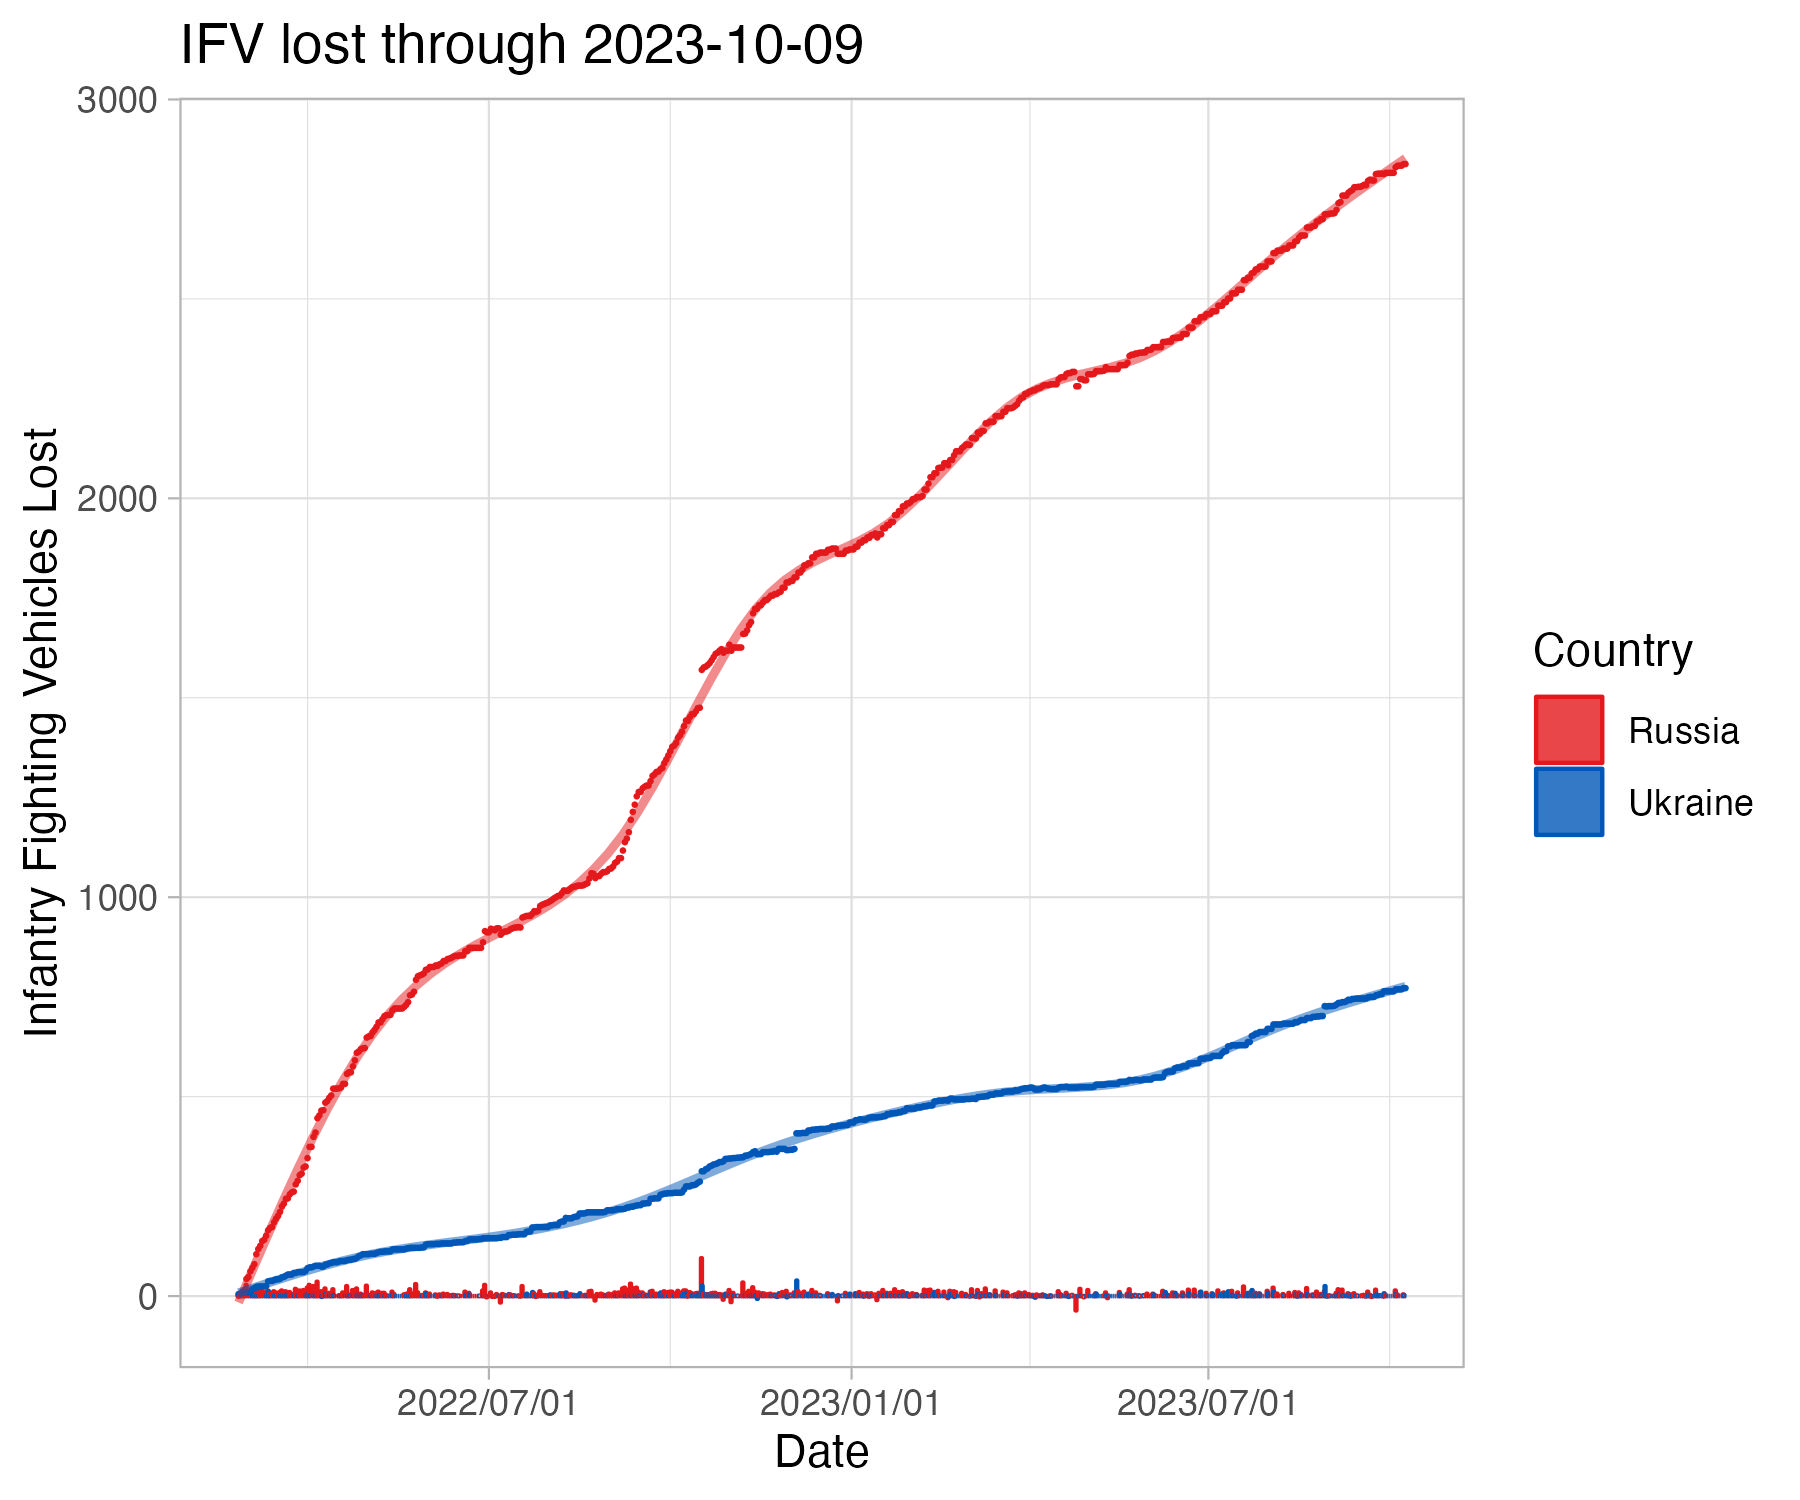 IFV lost through 2023-10-09
Infantry Fighting Vehicles Lost
3000
2000
1000
0
2022/07/01
2023/01/01
2023/07/01
Date
Country
Russia
Ukraine